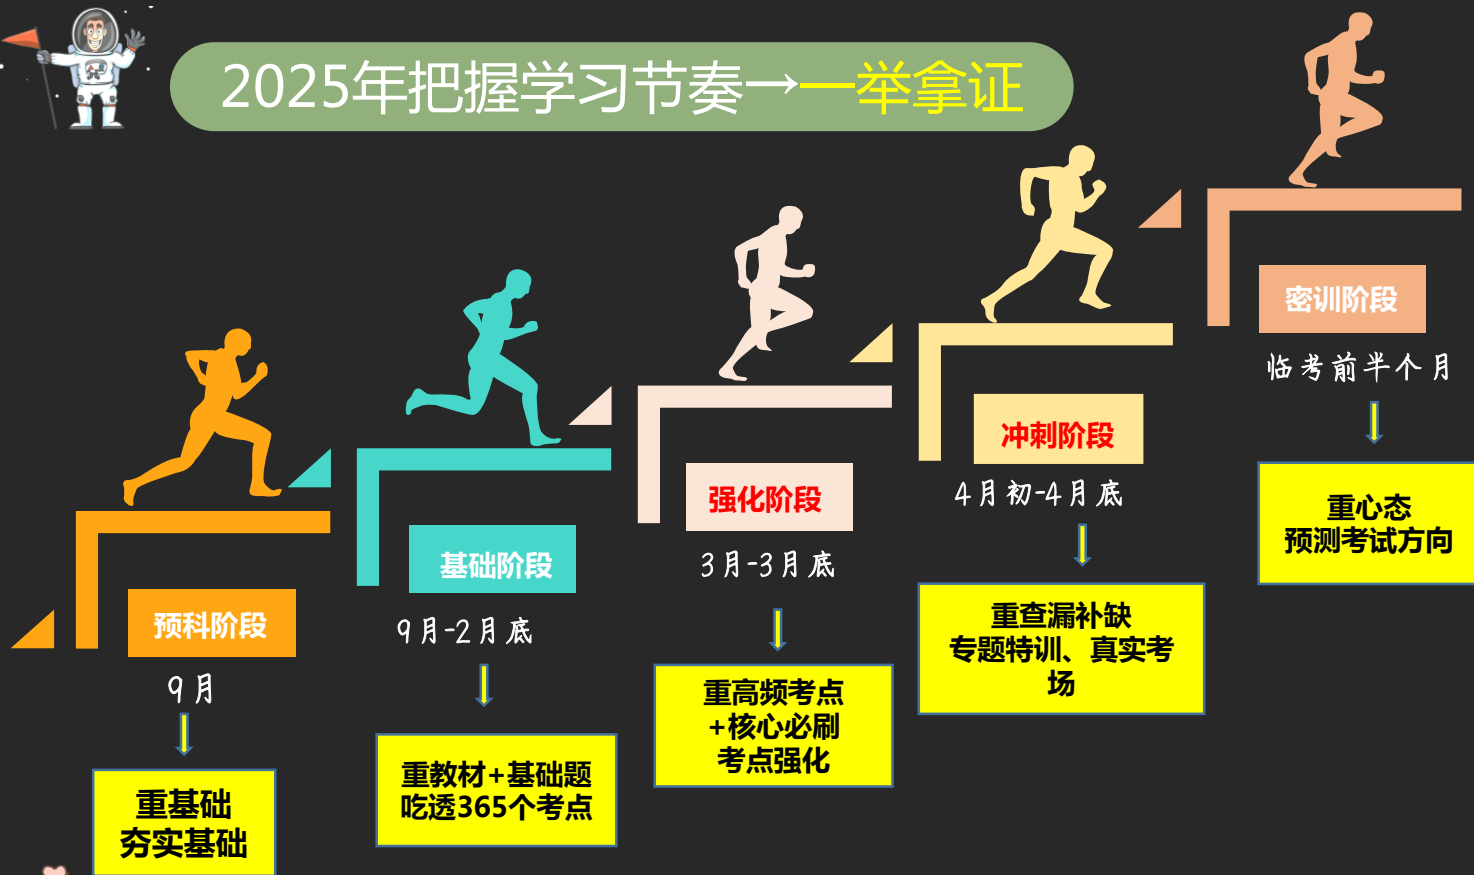 2025年把握学习节奏→一举拿证
预科阶段
9月
重基础
夯实基础
基础阶段
9月-2月底
重教材+基础题
吃透365个考点
强化阶段
3月-3月底
重高频考点
+核心必刷
考点强化
冲刺阶段
4月初-4月底
重查漏补缺
专题特训、真实考
场
密训阶段
临考前半个月
重心态
预测考试方向